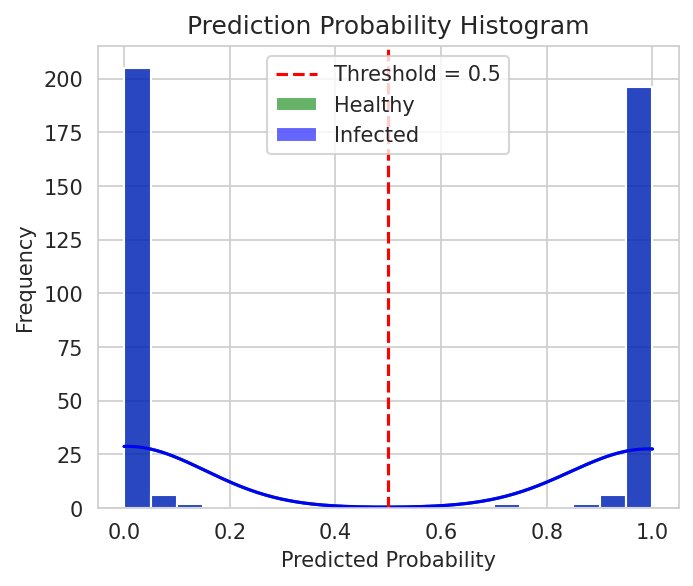 Prediction Probability Histogram
Threshold = 0.5
Healthy
Infected
Frequency
200
175
150
125
100
75
50
25
0
0.0 0.2 0.4 0.6 0.8 1.0
Predicted Probability